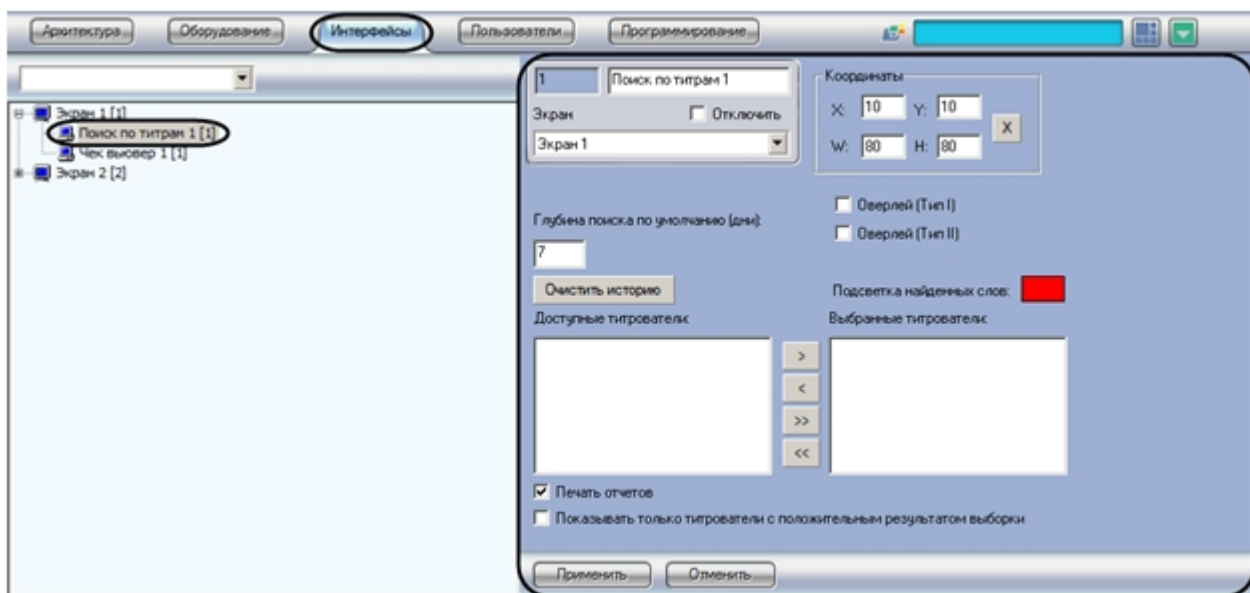 Архитектура Оборудование Интерфейсы Пользователи Программирование
Экран 1 [1]
Поиск по титрам 1 [1]
Чек вьювер 1 [1]
Экран 2 [2]
1 Поиск по титрам 1
Экран Отключить
Экран 1
Координаты
X: 10 Y: 10
W: 80 H: 80
X
Оверлей (Тип I)
Оверлей (Тип II)
Глубина поиска по умолчанию (дни):
7
Очистить историю
Подсветка найденных слов:
Доступные титрователи:
Выбранные титрователи:
>
<
>>
<<
Печать отчетов
Показывать только титрователи с положительным результатом выборки
Применить Отменить